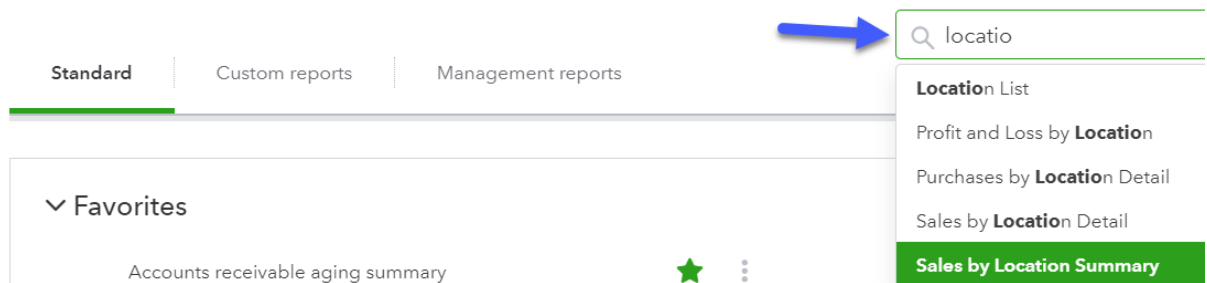 locatio
Standard
Custom reports
Management reports
Location List
Profit and Loss by Location
Purchases by Location Detail
Sales by Location Detail
Sales by Location Summary
Favorites
Accounts receivable aging summary